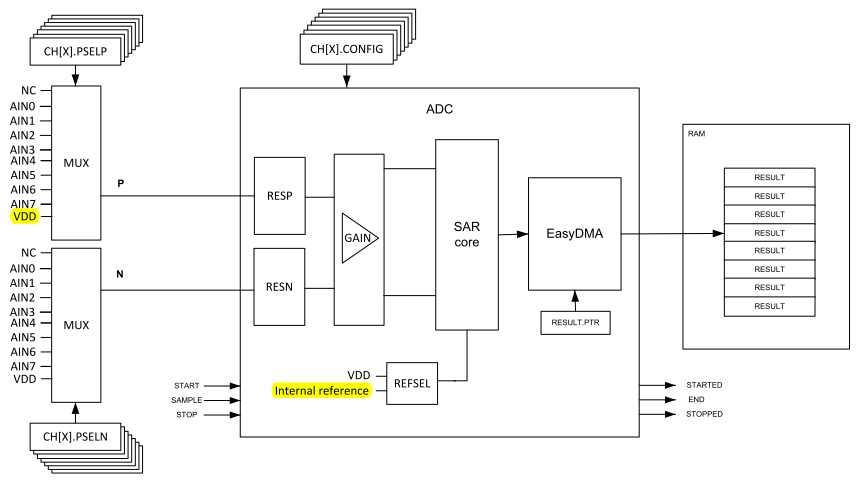 CH[X].PSELP
CH[X].CONFIG
NC
AIN0
AIN1
AIN2
AIN3
AIN4
AIN5
AIN6
AIN7
VDD
MUX
P
NC
AIN0
AIN1
AIN2
AIN3
AIN4
AIN5
AIN6
AIN7
VDD
MUX
N
CH[X].PSELN
ADC
RESP
RESN
GAIN
SAR
core
EasyDMA
RESULT.PTR
VDD
Internal reference
REFSEL
START
SAMPLE
STOP
STARTED
END
STOPPED
RAM
RESULT
RESULT
RESULT
RESULT
RESULT
RESULT
RESULT
RESULT